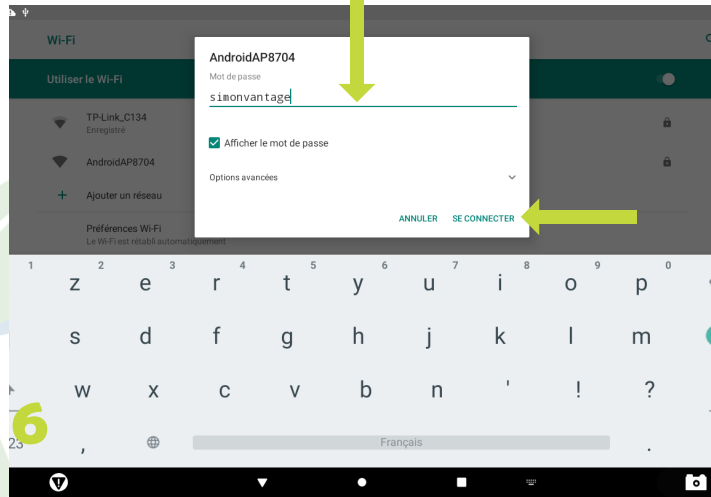 Wi-Fi
Utiliser le Wi-Fi
TP-Link_C134
Enregistré
AndroidAP8704
Ajouter un réseau
Préférences Wi-Fi
Le Wi-Fi est rétabli automatiquement
AndroidAP8704
Mot de passe
simonvantage
Afficher le mot de passe
Options avancées
ANNULER SE CONNECTER
1 2 3 4 5 6 7 8 9 0
z e r t y u i o p
s d f g h j k l m
w x c v b n ' ! ?
6
23 , Français .